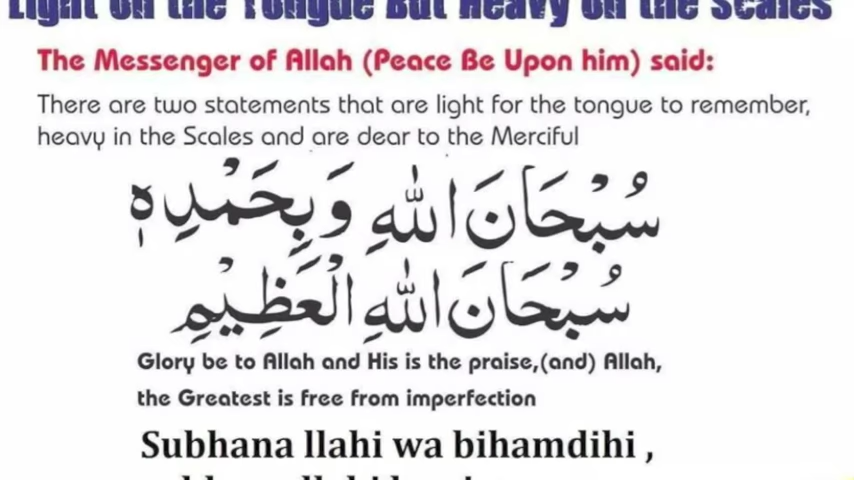 Light on the Tongue But Heavy on the Scales
The Messenger of Allah (Peace Be Upon him) said:
There are two statements that are light for the tongue to remember,
heavy in the Scales and are dear to the Merciful
سُبْحَانَ اللهِ وَبِحَمْدِهٖ
سُبْحَانَ اللهِ الْعَظِيْمِ
Glory be to Allah and His is the praise,(and) Allah,
the Greatest is free from imperfection
Subhana llahi wa bihamdihi ,